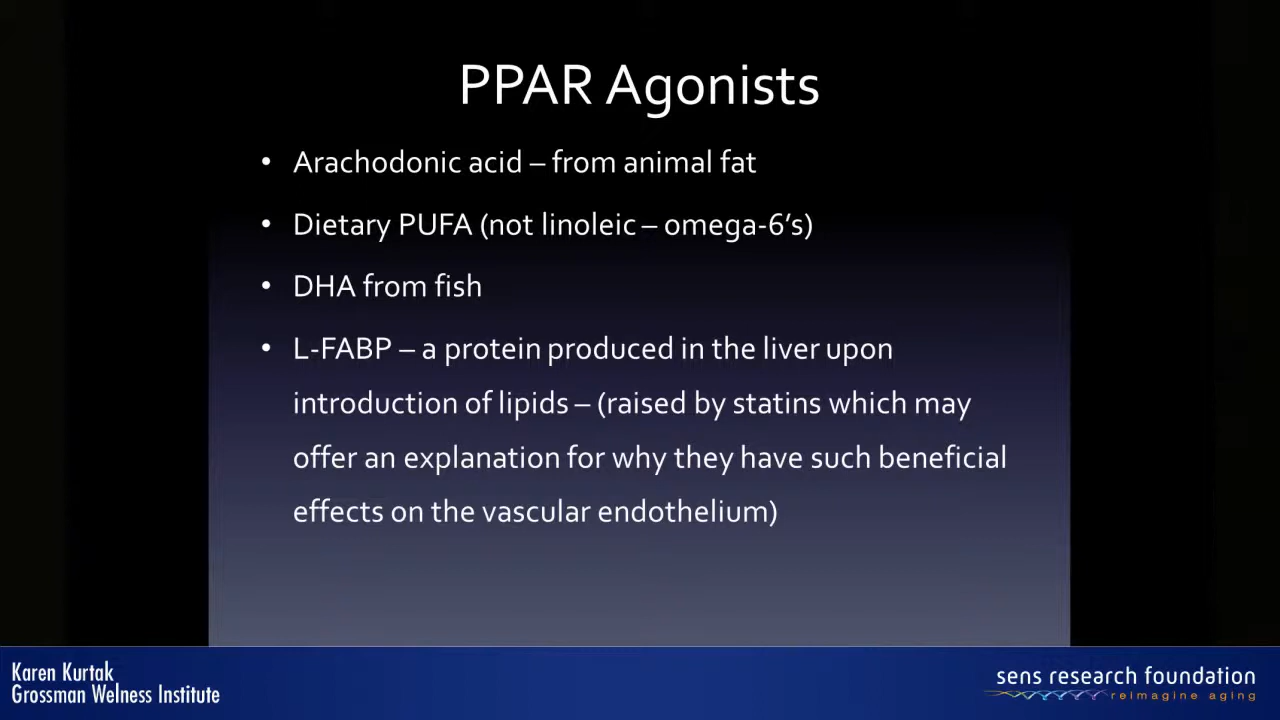 PPAR Agonists
• Arachodonic acid – from animal fat
• Dietary PUFA (not linoleic – omega-6’s)
• DHA from fish
• L-FABP – a protein produced in the liver upon
introduction of lipids – (raised by statins which may
offer an explanation for why they have such beneficial
effects on the vascular endothelium)
Karen Kurtak
Grossman Welness Institute
sens research foundation
reimagine aging